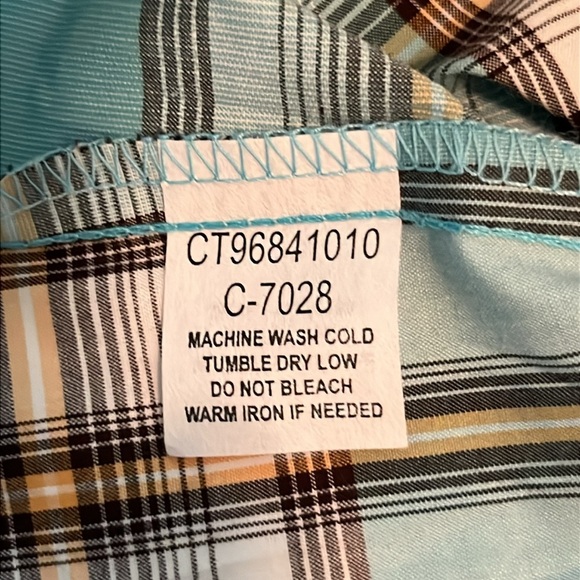 CT96841010
C-7028
MACHINE WASH COLD
TUMBLE DRY LOW
DO NOT BLEACH
WARM IRON IF NEEDED